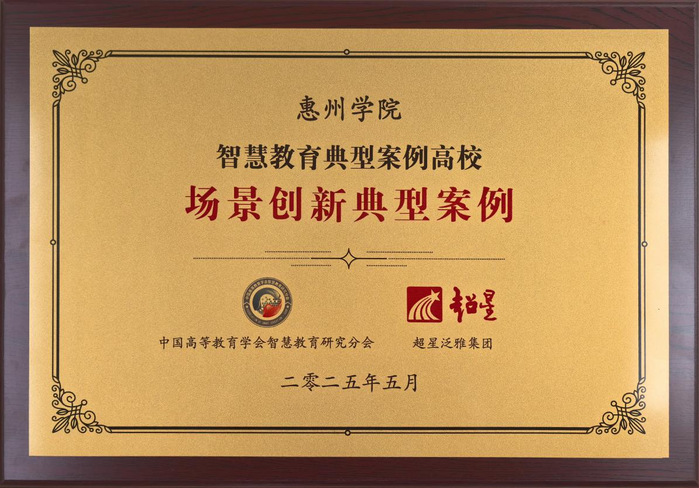 惠州学院
智慧教育典型案例高校
场景创新典型案例
超星
中国高等教育学会智慧教育研究分会
超星泛雅集团
二零二五年五月